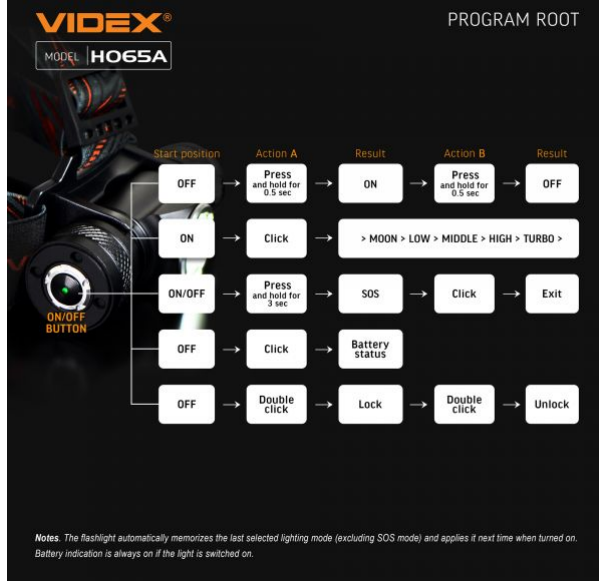 VIDEX®
PROGRAM ROOT
MODEL HO65A
Start position Action A Result Action B Result
OFF
Press
and hold for
0.5 sec
ON
Press
and hold for
0.5 sec
OFF
ON
Click
> MOON > LOW > MIDDLE > HIGH > TURBO >
ON/OFF
Press
and hold for
3 sec
SOS
Click
Exit
ON/OFF
BUTTON
OFF
Click
Battery
status
OFF
Double
click
Lock
Double
click
Unlock
Notes. The flashlight automatically memorizes the last selected lighting mode (excluding SOS mode) and applies it next time when turned on.
Battery indication is always on if the light is switched on.